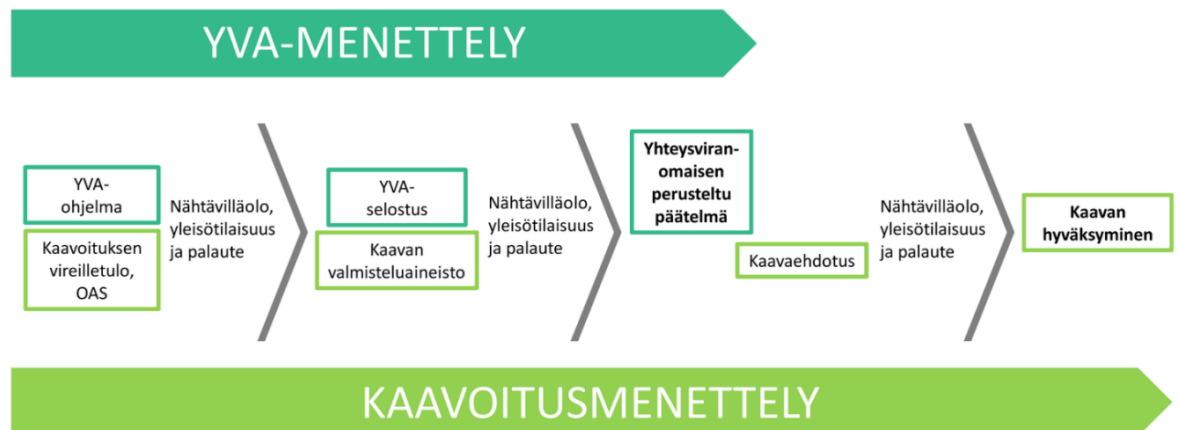 YVA-MENETTELY
YVA-
ohjelma
Kaavoituksen
vireilletulo,
OAS
Nähtävilläolo,
yleisötilaisuus
ja palaute
YVA-
selostus
Kaavan
valmisteluaineisto
Nähtävilläolo,
yleisötilaisuus
ja palaute
Yhteysviran-
omaisen
perusteltu
päätelmä
Kaavaehdotus
Nähtävilläolo,
yleisötilaisuus
ja palaute
Kaavan
hyväksyminen
KAAVOITUSMENETTELY